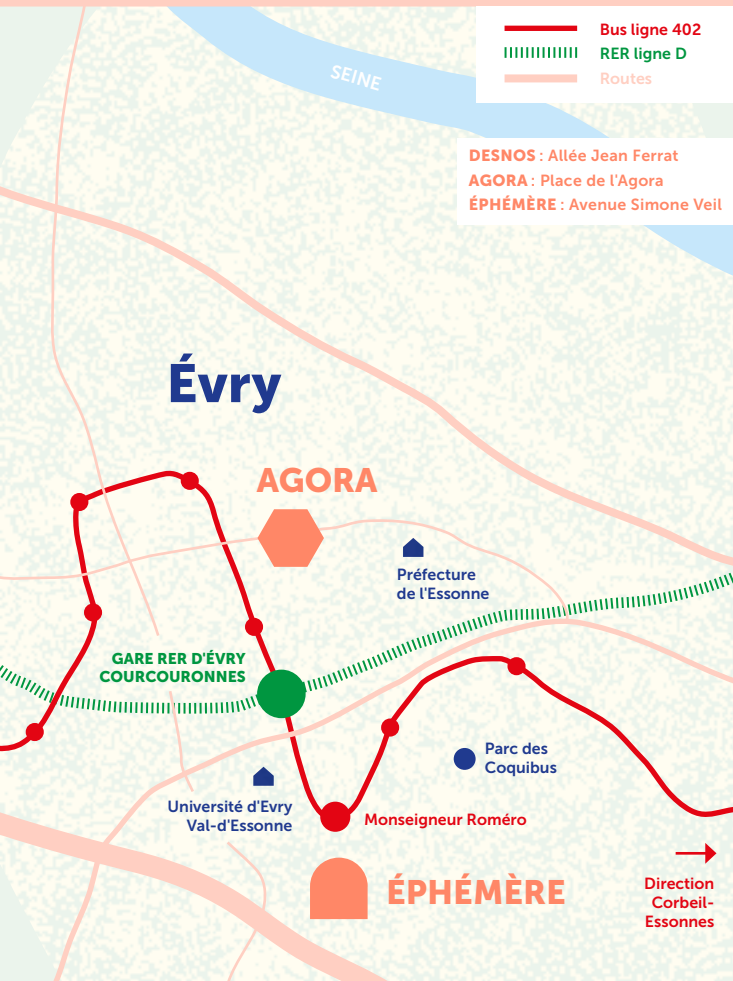 Bus ligne 402
RER ligne D
Routes
SEINE
DESNOS : Allée Jean Ferrat
AGORA : Place de l'Agora
ÉPHÉMÈRE : Avenue Simone Veil
Évry
AGORA
Préfecture
de l'Essonne
GARE RER D'ÉVRY
COURCOURONNES
Parc des
Coquibus
Université d'Evry
Val-d'Essonne
Monseigneur Roméro
ÉPHÉMÈRE
Direction
Corbeil-
Essonnes